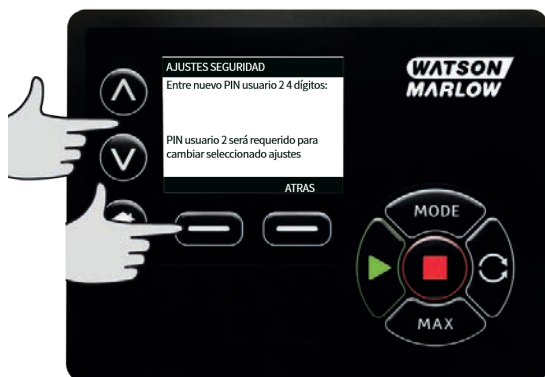 AJUSTES SEGURIDAD
Entre nuevo PIN usuario 2 4 dígitos:
PIN usuario 2 será requerido para
cambiar seleccionado ajustes
ATRAS
WATSON
MARLOW
MODE
MAX